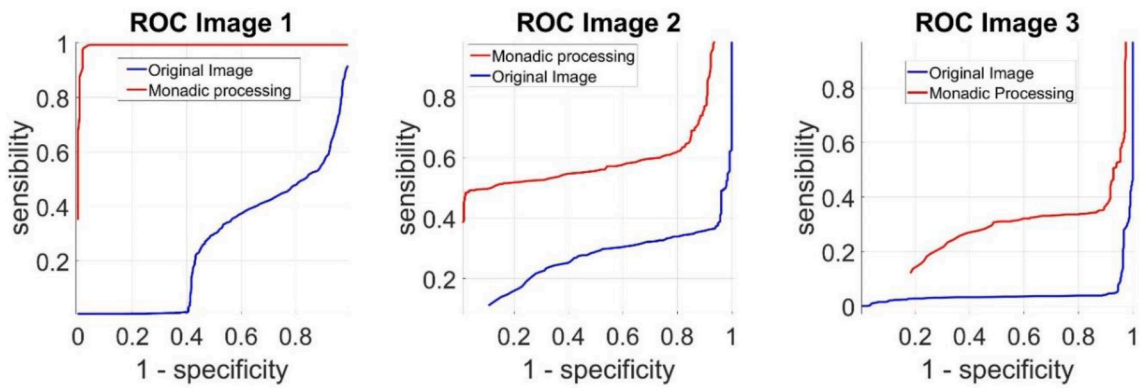 ROC Image 1
Original Image
Monadic processing
sensibility
1
0.8
0.6
0.4
0.2
0 0.2 0.4 0.6 0.8
1 - specificity
ROC Image 2
Monadic processing
Original Image
sensibility
0.8
0.6
0.4
0.2
0.2 0.4 0.6 0.8 1
1 - specificity
ROC Image 3
Original Image
Monadic Processing
sensibility
0.8
0.6
0.4
0.2
0
0.2 0.4 0.6 0.8 1
1 - specificity